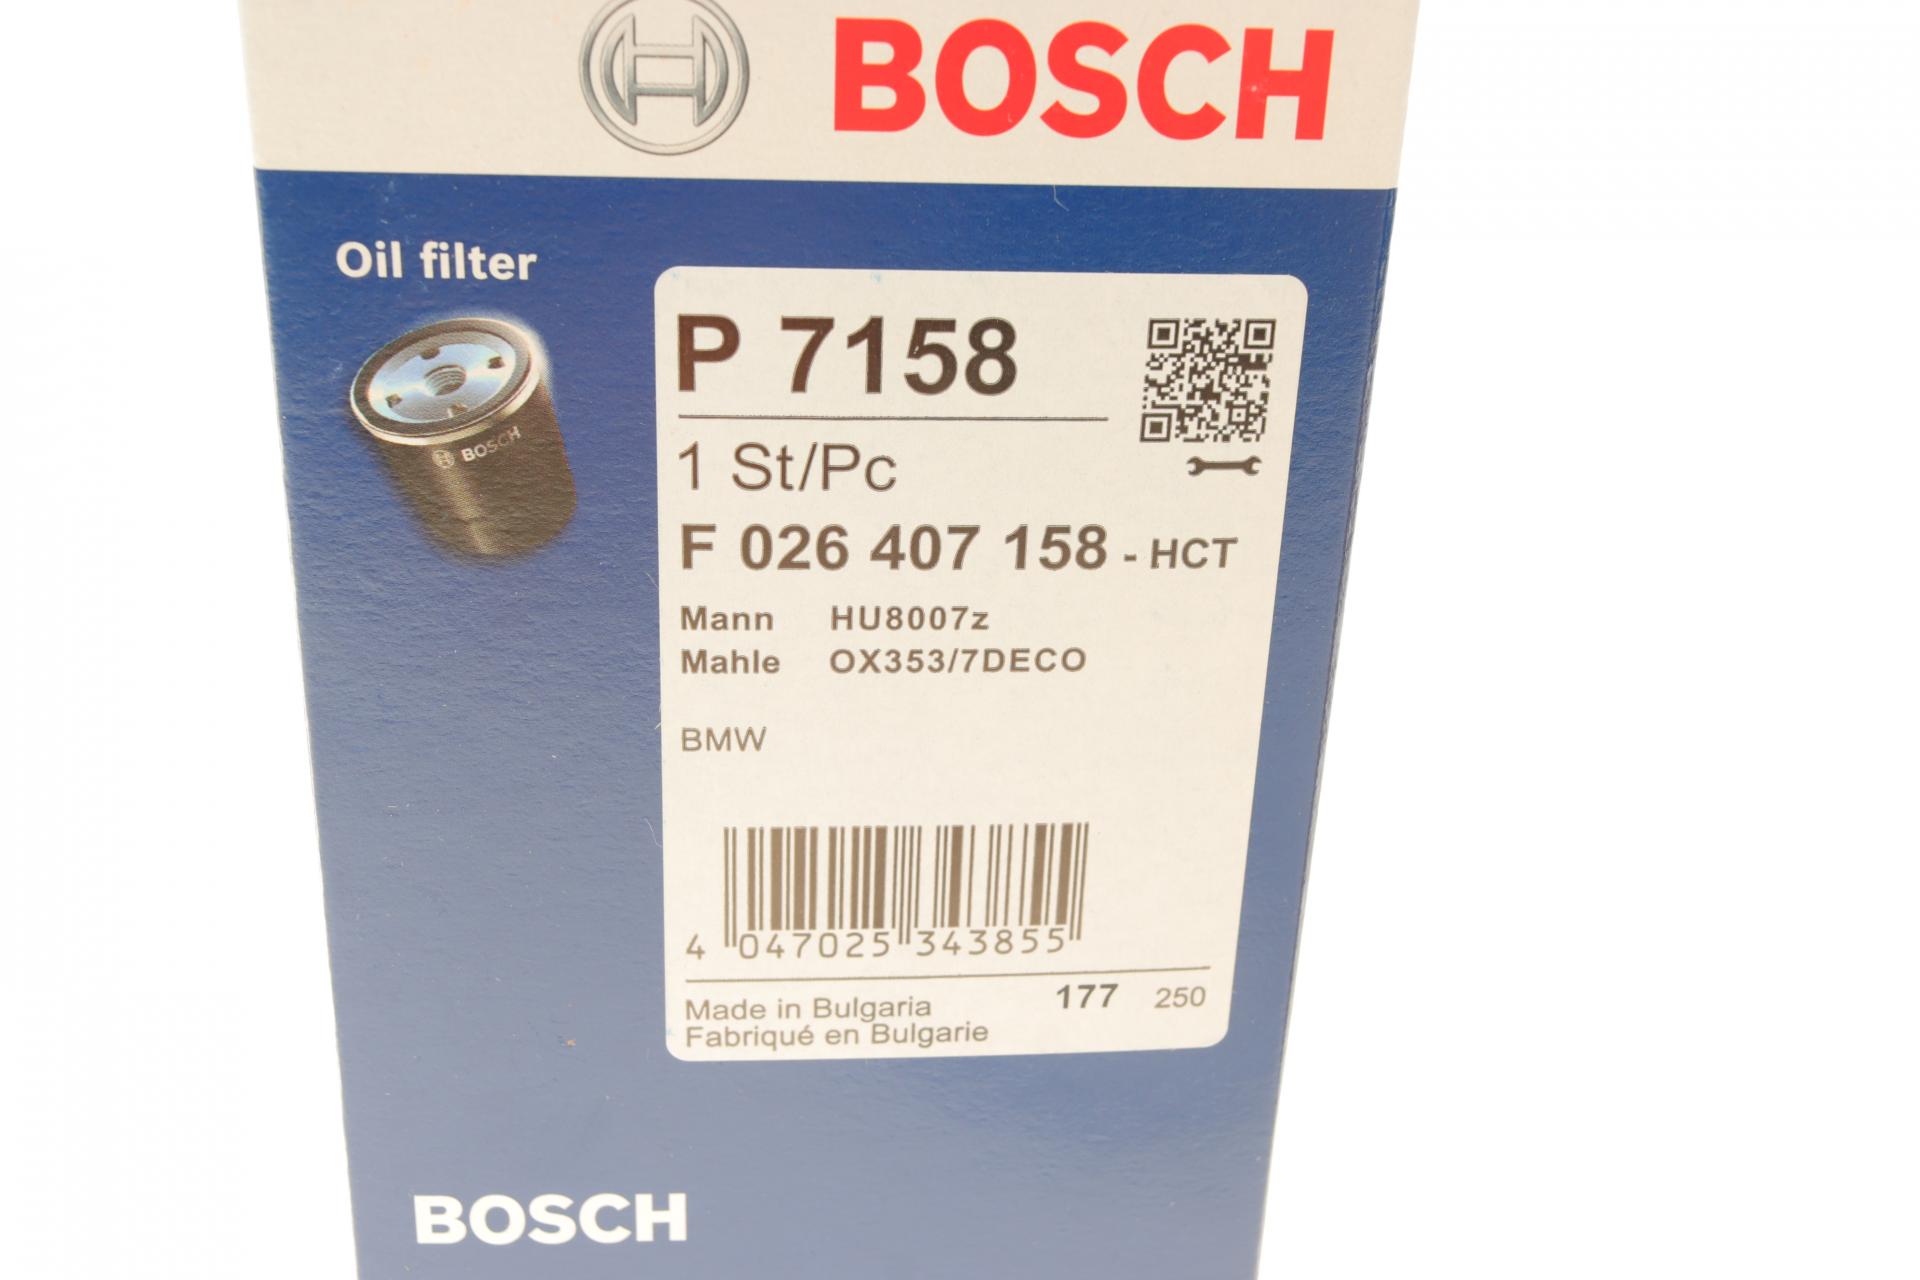 BOSCH
Oil filter
BOSCH
P 7158
1 St/Pc
F 026 407 158 - HCT
Mann HU8007z
Mahle OX353/7DECO
BMW
4 047025 343855
Made in Bulgaria 177 250
Fabriqué en Bulgarie
BOSCH